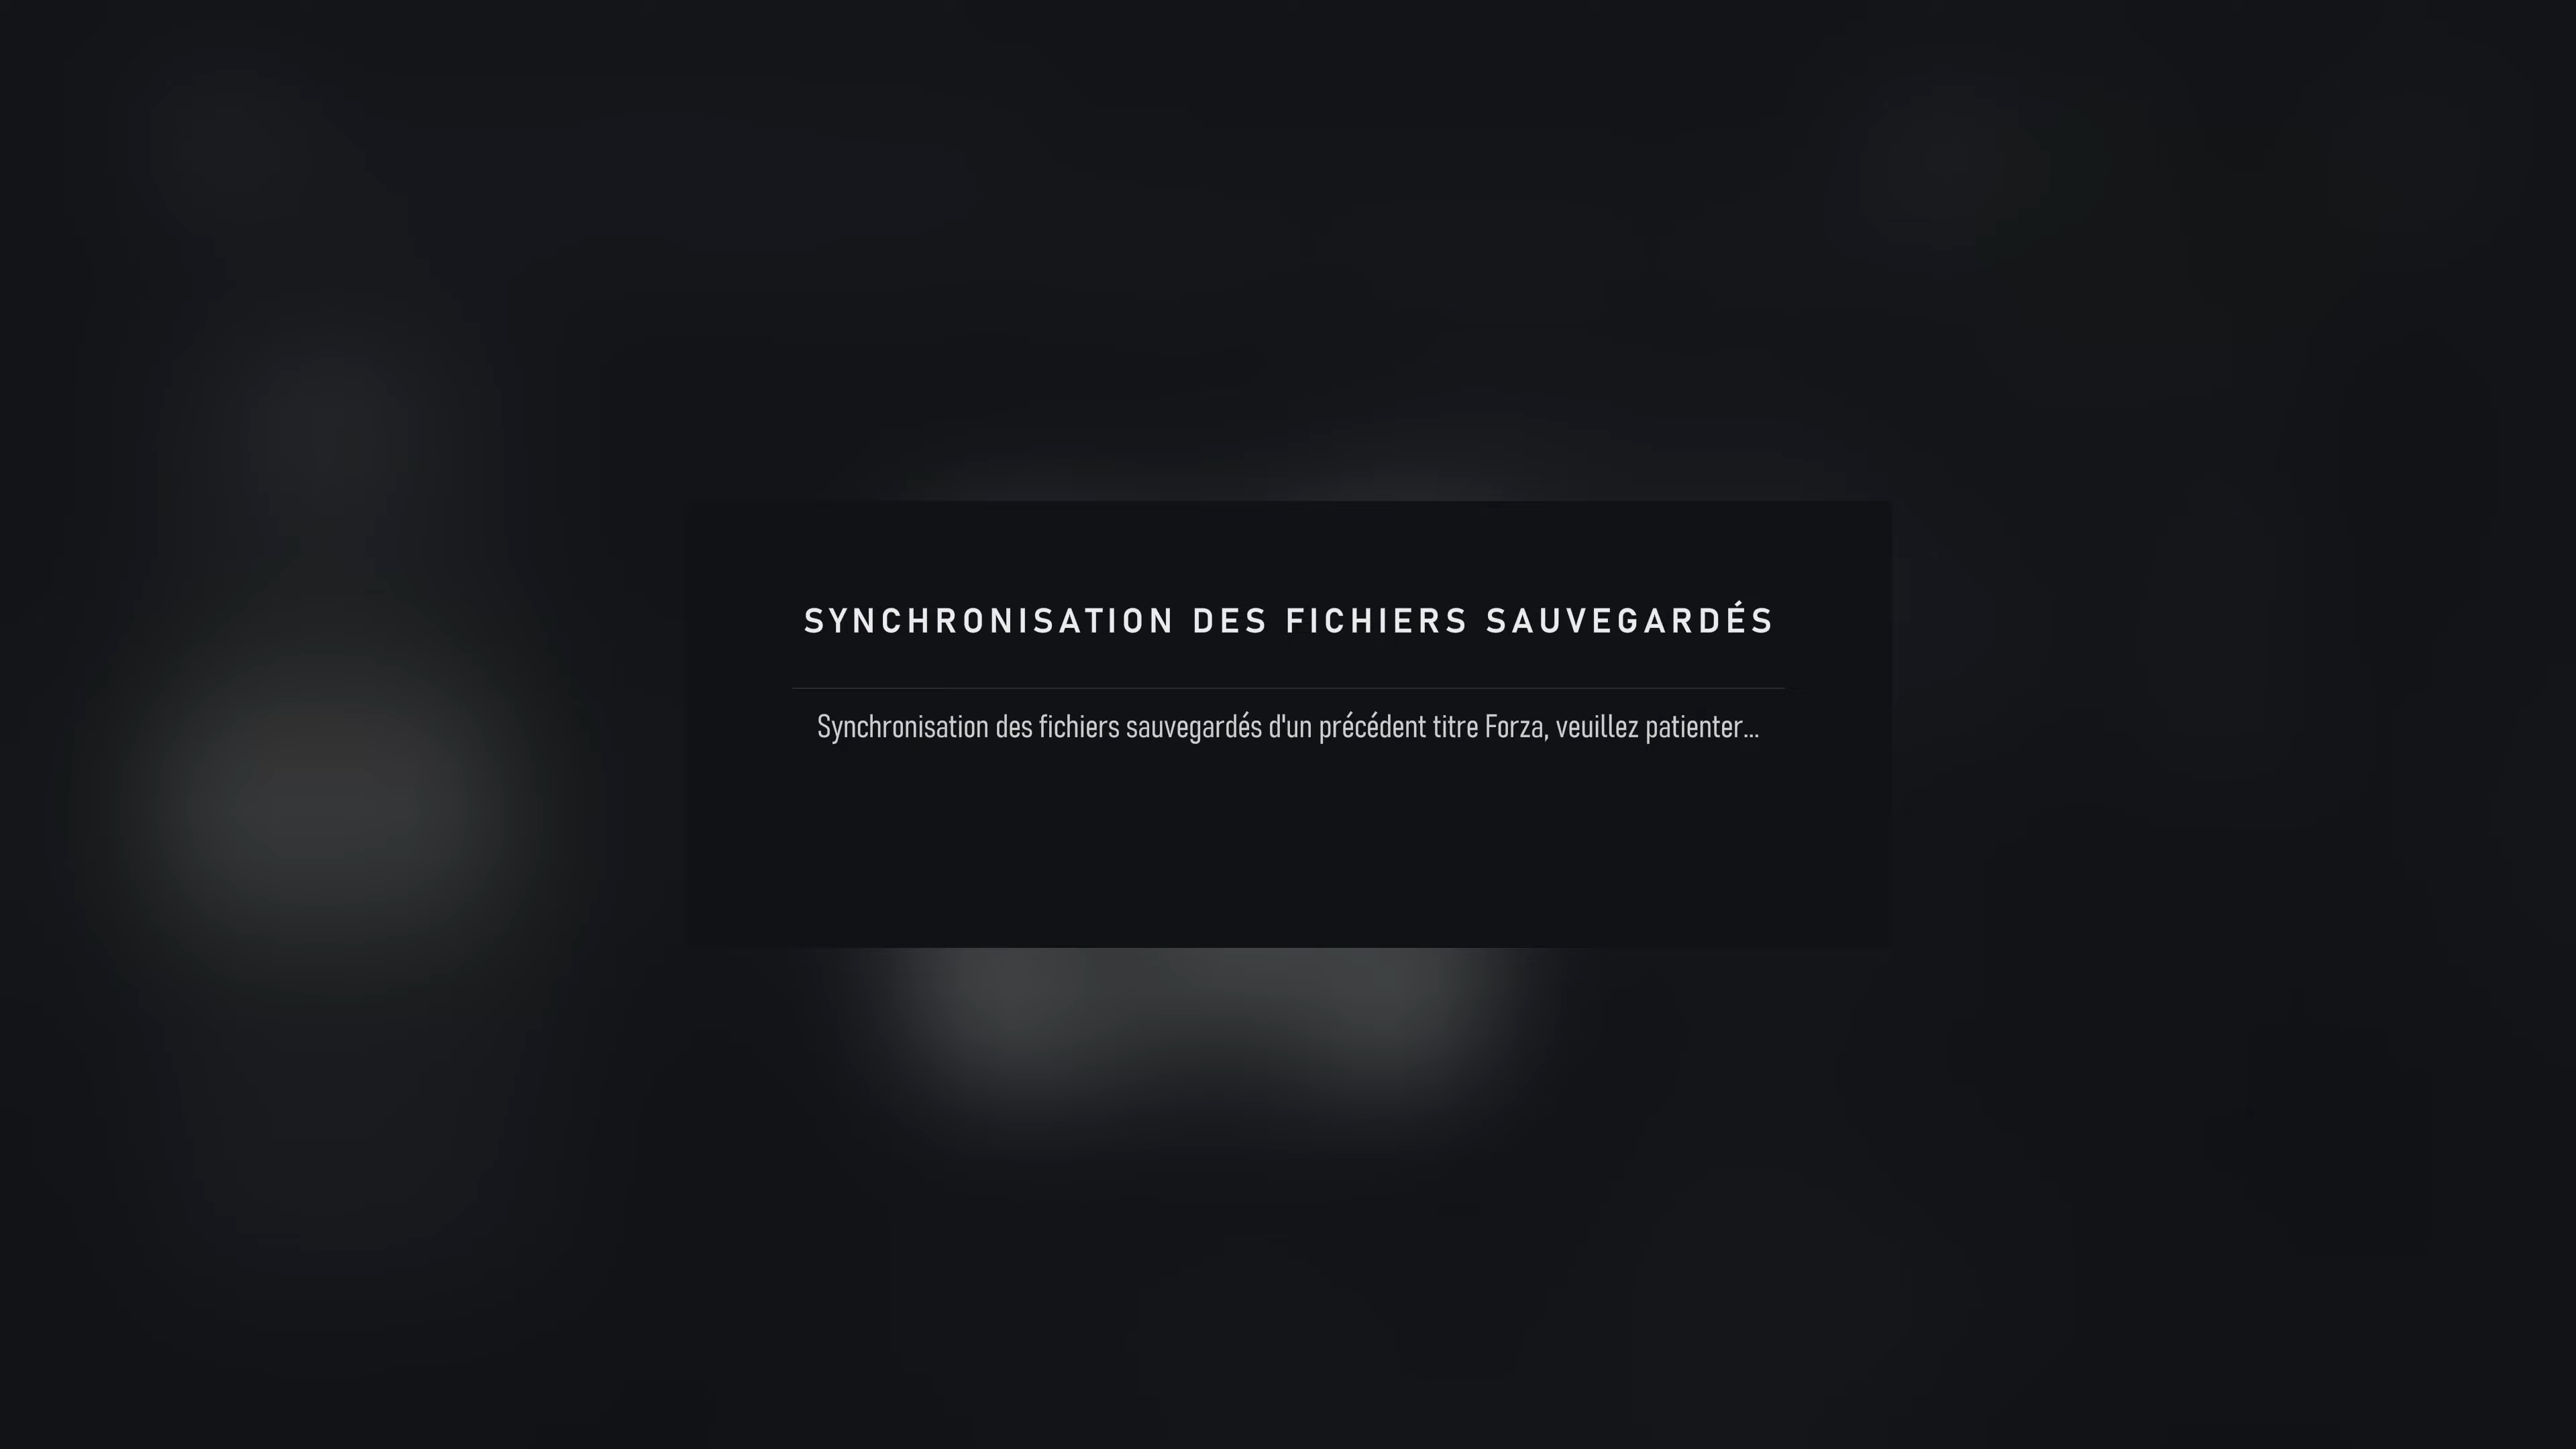 SYNCHRONISATION DES FICHIERS SAUVEGARDÉS
Synchronisation des fichiers sauvegardés d'un précédent titre Forza, veuillez patienter...